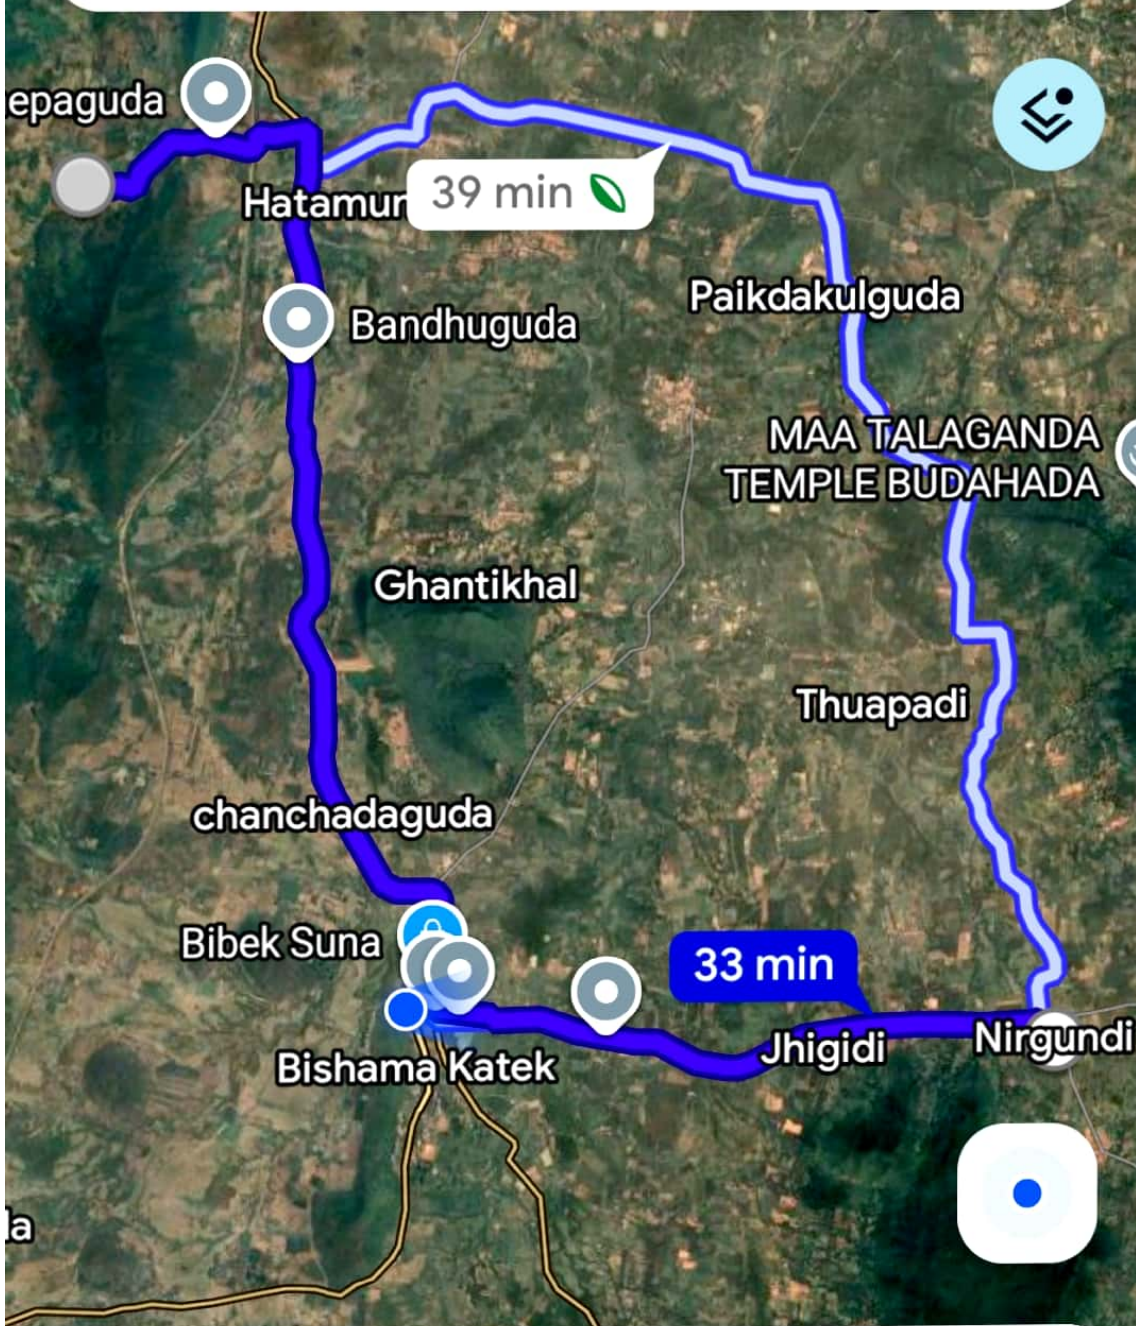 epaguda
Hatamur
39 min
Paikdakulguda
Bandhuguda
MAA TALAGANDA
TEMPLE BUDAHADA
Ghantikhal
Thuapadi
chanchadaguda
Bibek Suna
33 min
Jhigidi
Nirgundi
Bishama Katek
la